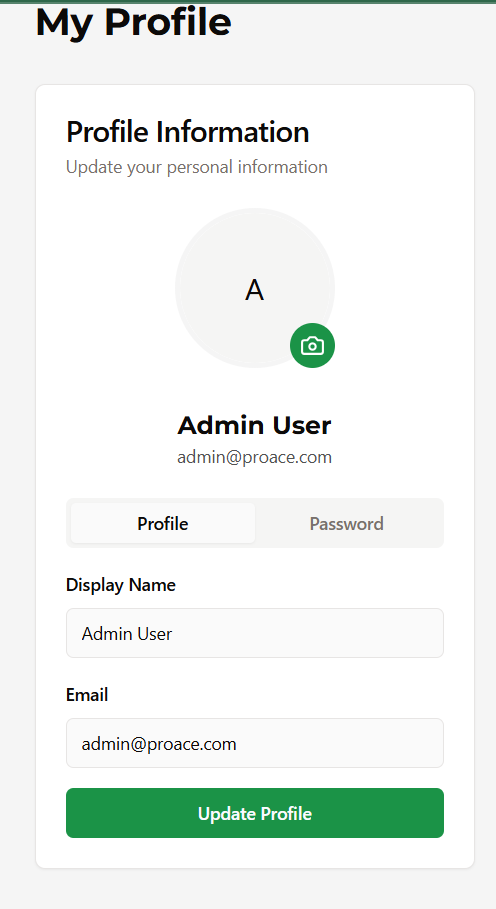 My Profile
Profile Information
Update your personal information
A
Admin User
admin@proace.com
Profile Password
Display Name
Admin User
Email
admin@proace.com
Update Profile